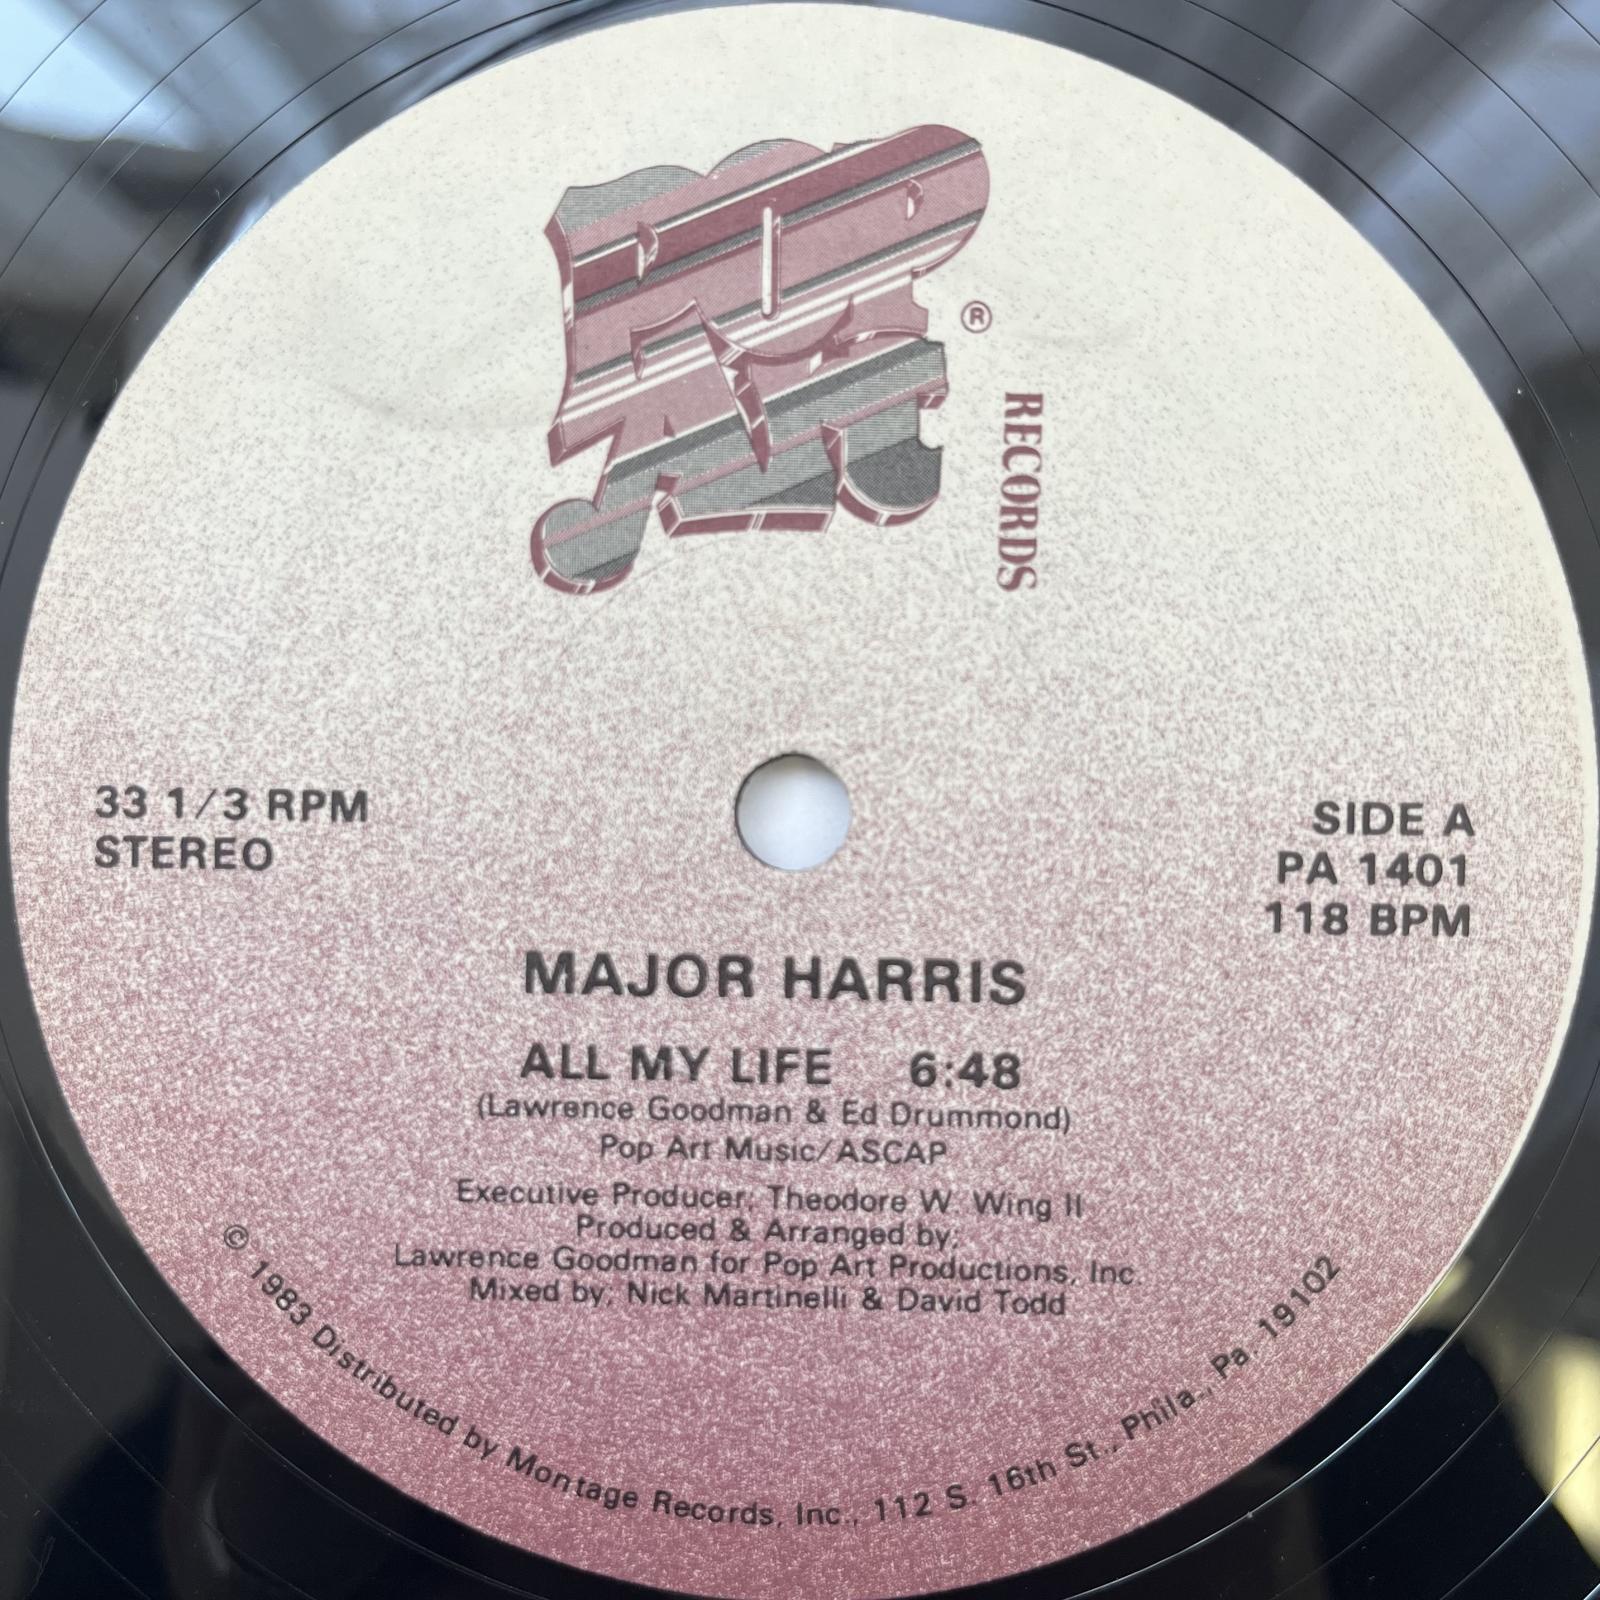 POP ART
®
RECORDS
33 1/3 RPM
STEREO
SIDE A
PA 1401
118 BPM
MAJOR HARRIS
ALL MY LIFE 6:48
(Lawrence Goodman & Ed Drummond)
Pop Art Music/ASCAP
Executive Producer; Theodore W. Wing II
Produced & Arranged by;
Lawrence Goodman for Pop Art Productions, Inc.
Mixed by; Nick Martinelli & David Todd
© 1983 Distributed by Montage Records, Inc., 112 S. 16th St., Phila., Pa. 19102